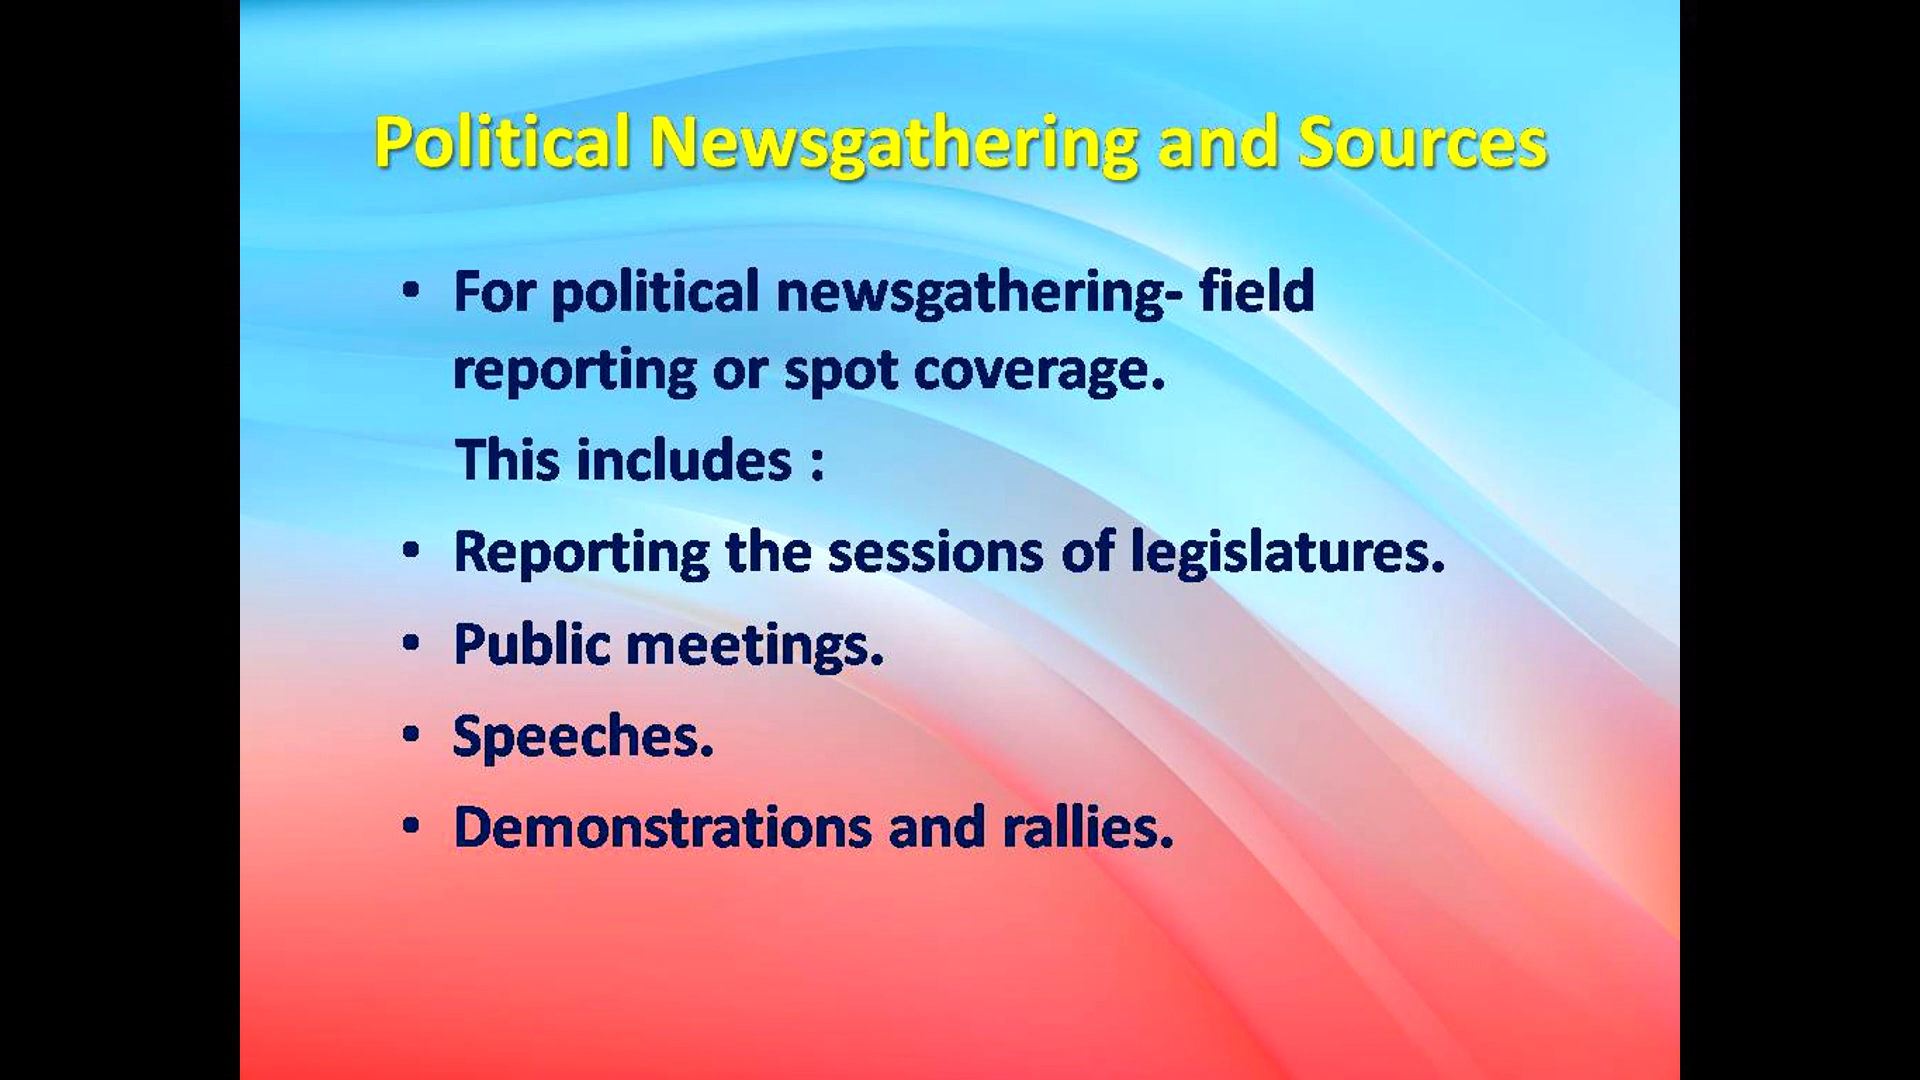 Political Newsgathering and Sources
• For political newsgathering- field
reporting or spot coverage.
This includes :
• Reporting the sessions of legislatures.
• Public meetings.
• Speeches.
• Demonstrations and rallies.